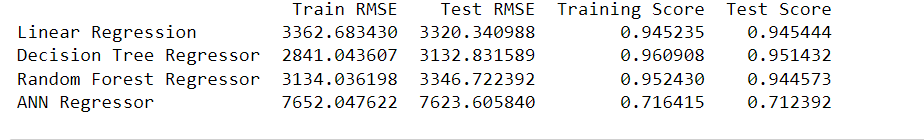 Train RMSE Test RMSE Training Score Test Score
Linear Regression 3362.683430 3320.340988 0.945235 0.945444
Decision Tree Regressor 2841.043607 3132.831589 0.960908 0.951432
Random Forest Regressor 3134.036198 3346.722392 0.952430 0.944573
ANN Regressor 7652.047622 7623.605840 0.716415 0.712392